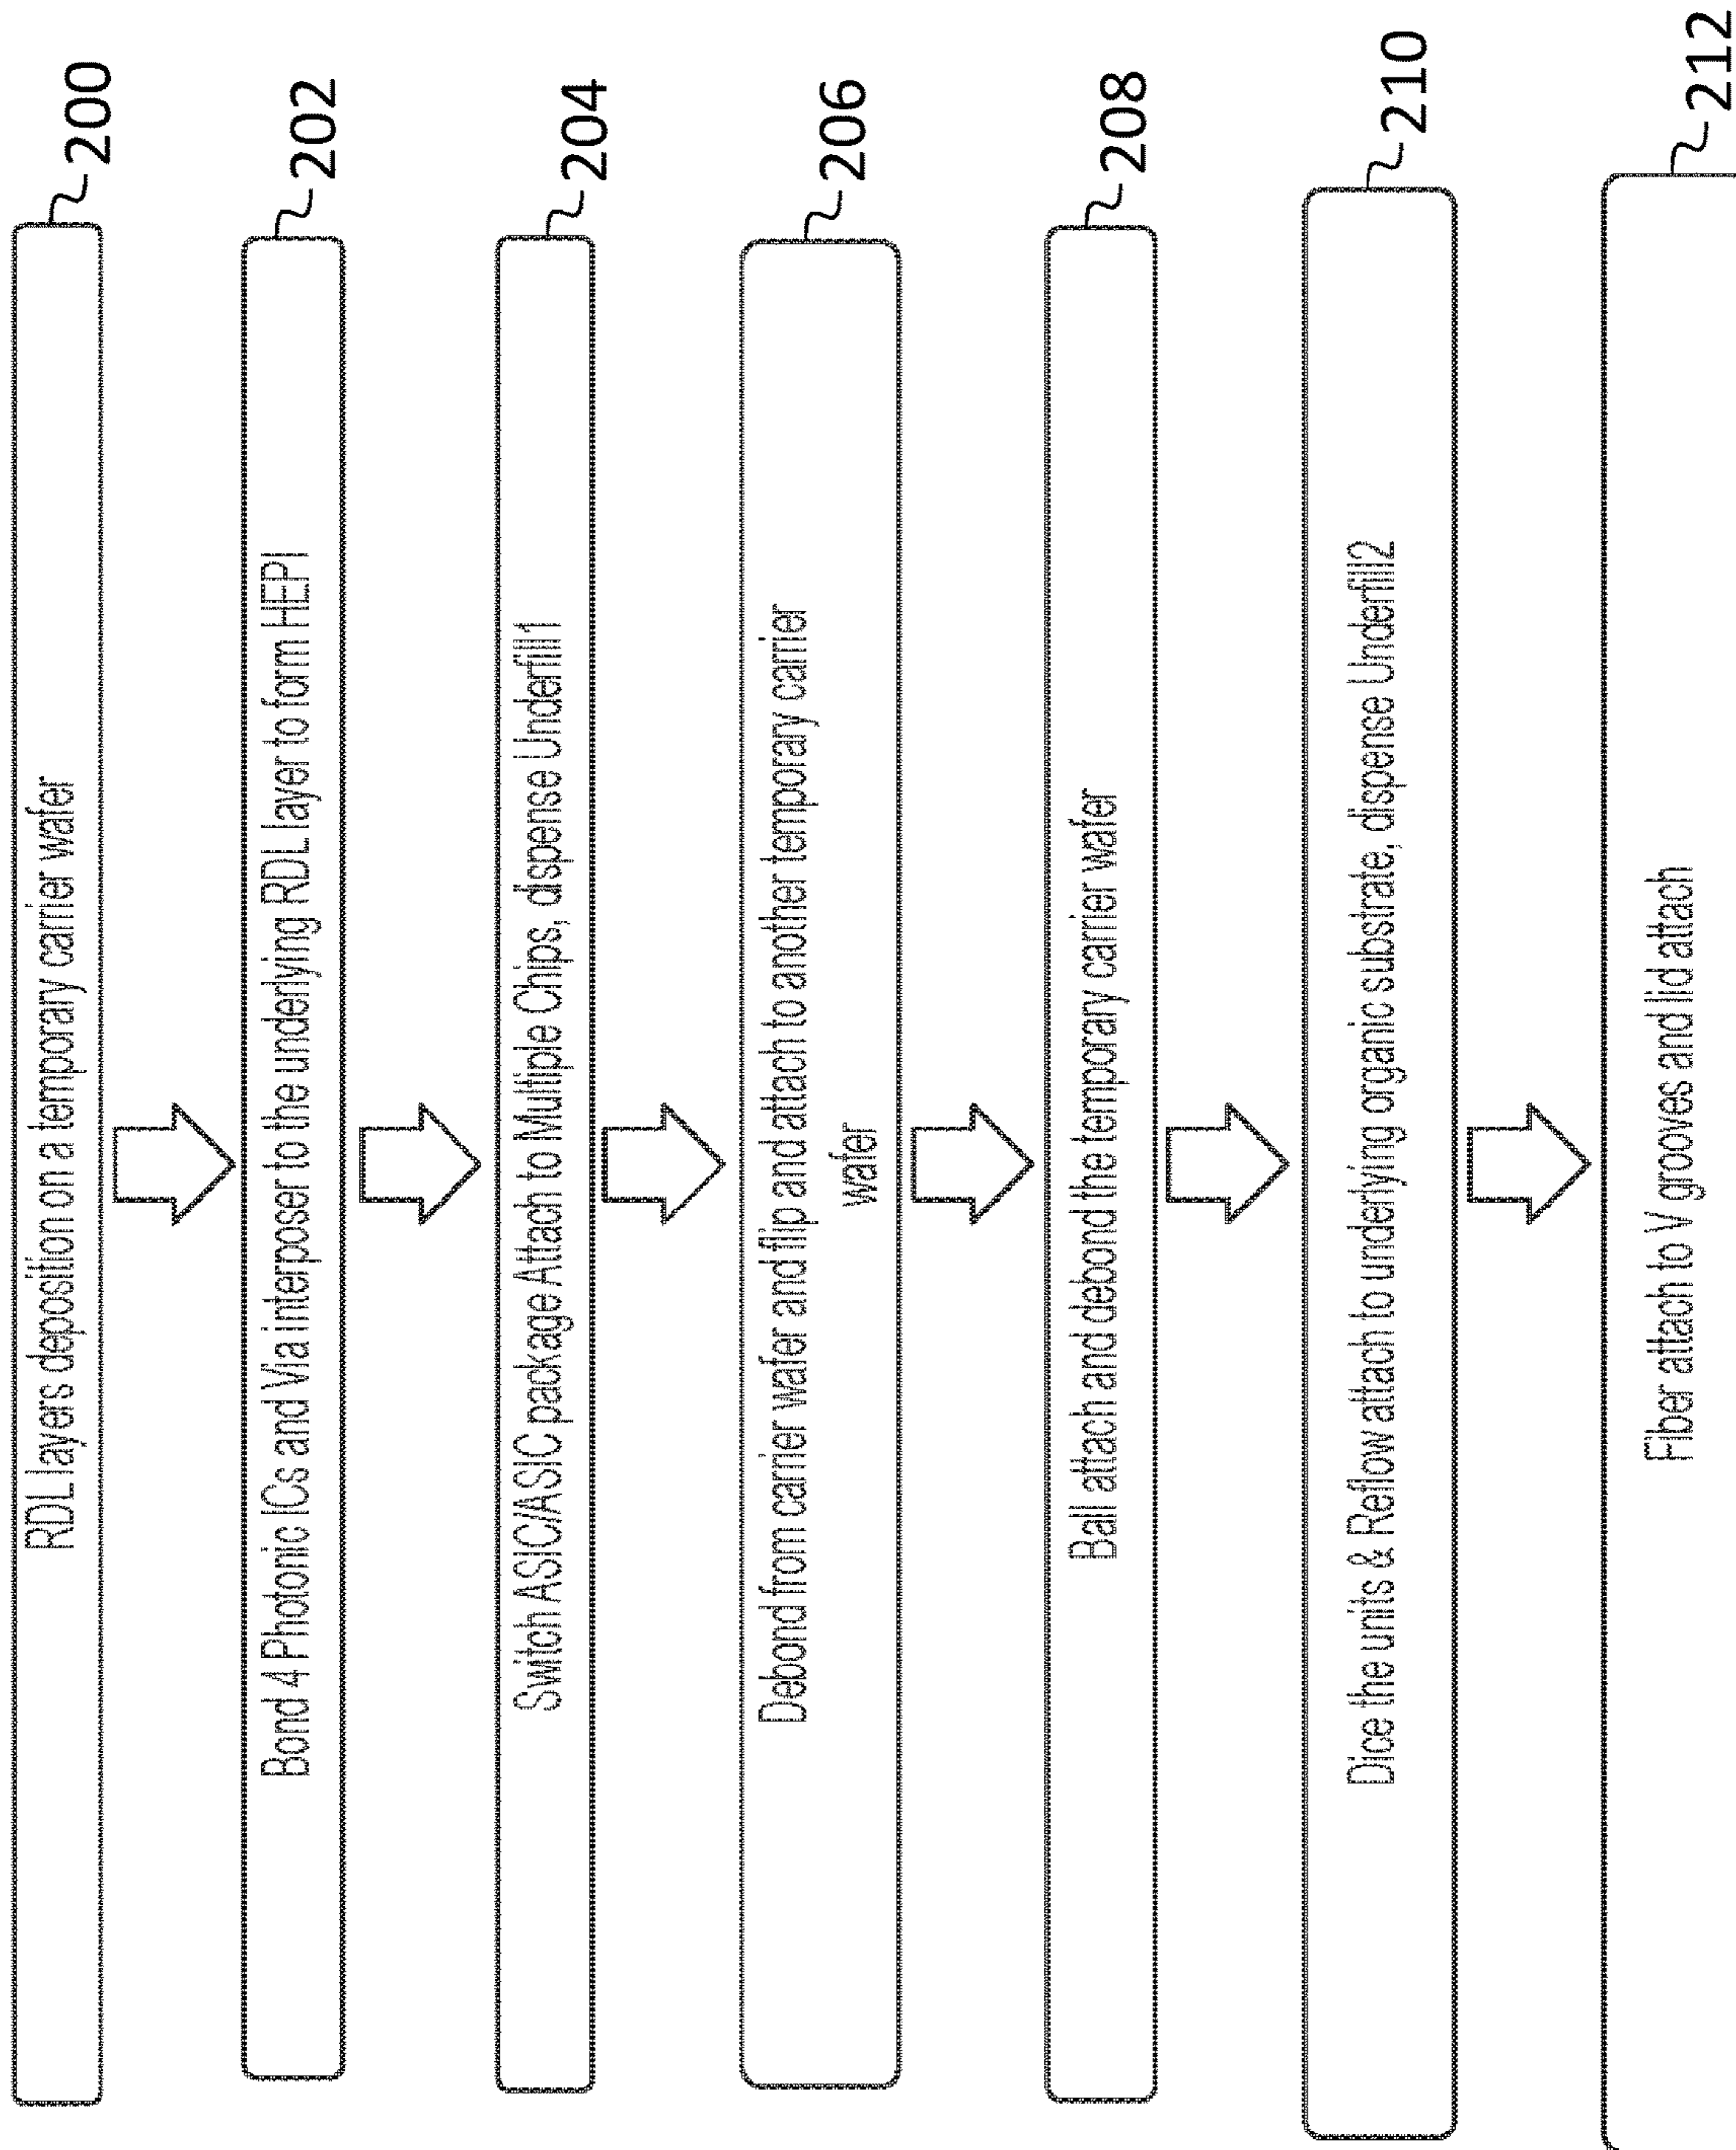 RDL layers deposition on a temporary carrier wafer
200
Bond 4 Photonic ICs and Via interposer to the underlying RDL layer to form HEPI
202
Switch ASIC/ASIC package Attach to Multiple Chips, dispense Underfill1
204
Debond from carrier wafer and flip and attach to another temporary carrier
wafer
206
Ball attach and debond the temporary carrier wafer
208
Dice the units & Reflow attach to underlying organic substrate, dispense Underfill2
210
Fiber attach to V grooves and lid attach
212